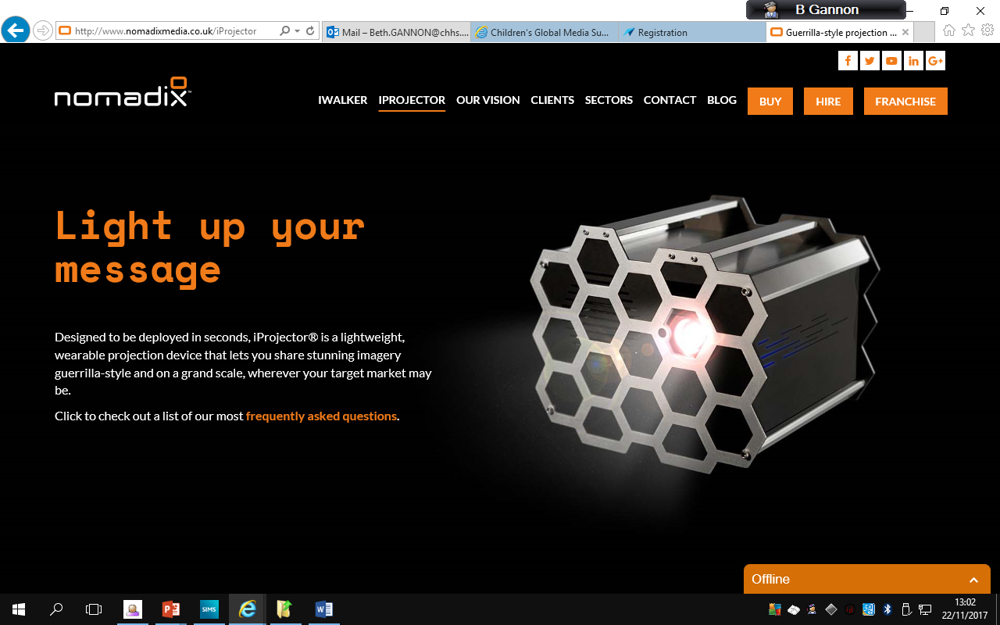 B Gannon
http://www.nomadixmedia.co.uk/iProjector
Mail – Beth.GANNON@chhs....
Children's Global Media Su...
Registration
Guerrilla-style projection ...
nomadix™
IWALKER
IPROJECTOR
OUR VISION
CLIENTS
SECTORS
CONTACT
BLOG
BUY
HIRE
FRANCHISE
Light up your
message
Designed to be deployed in seconds, iProjector® is a lightweight,
wearable projection device that lets you share stunning imagery
guerrilla-style and on a grand scale, wherever your target market may
be.
Click to check out a list of our most frequently asked questions.
Offline
SIMS
13:02
22/11/2017